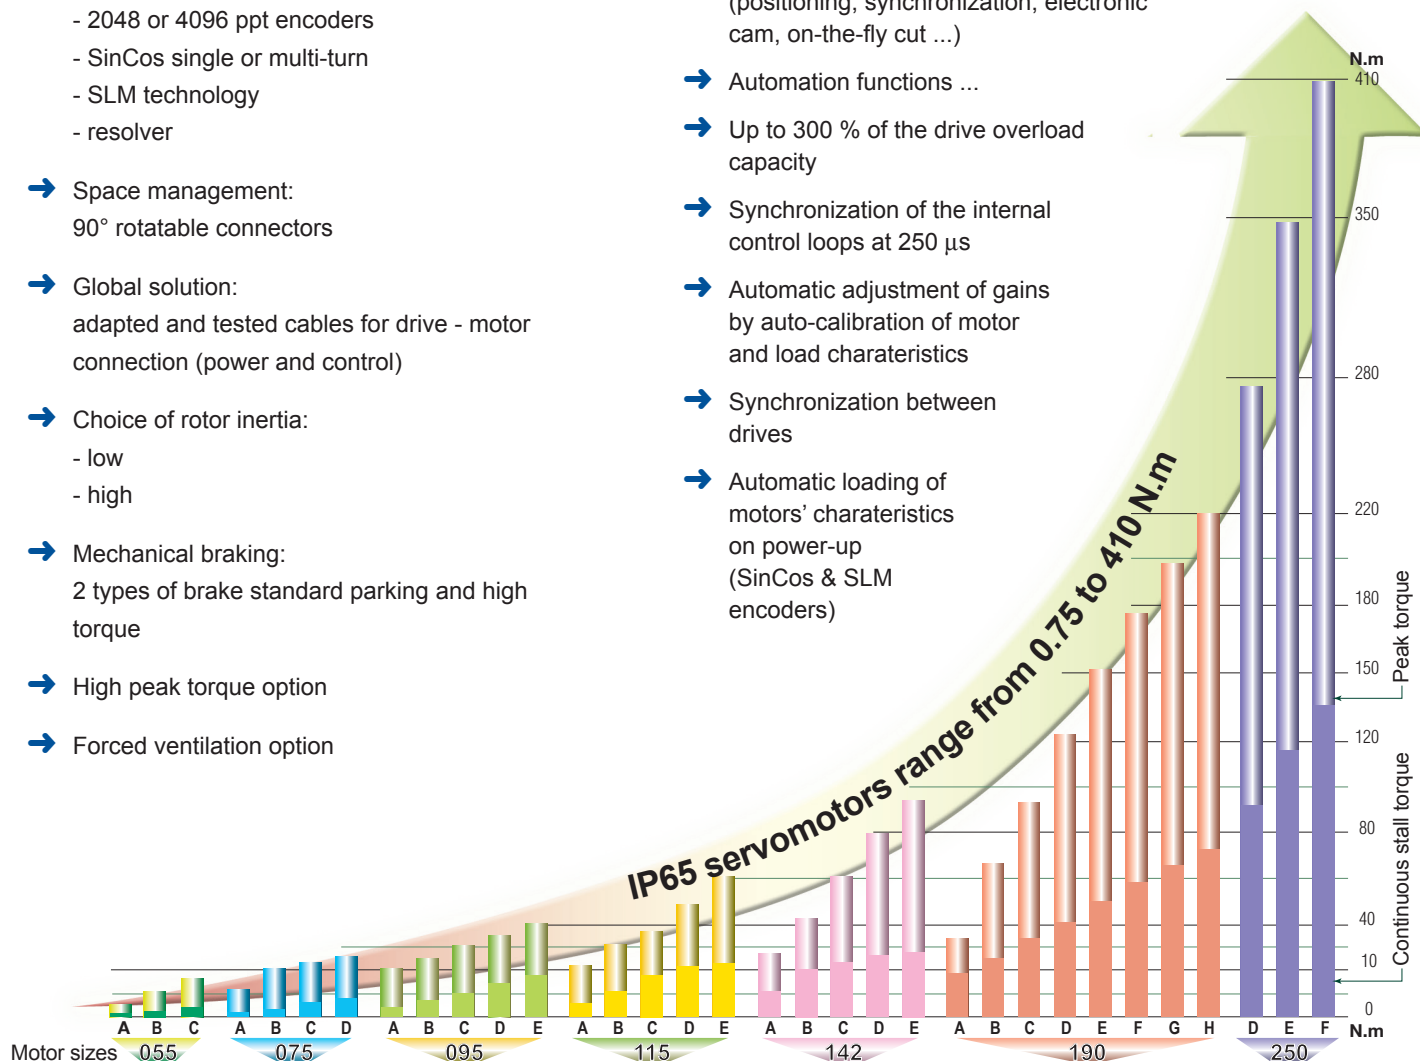 - 2048 or 4096 ppt encoders
- SinCos single or multi-turn
- SLM technology
- resolver
Space management:
90° rotatable connectors
Global solution:
adapted and tested cables for drive - motor
connection (power and control)
Choice of rotor inertia:
- low
- high
Mechanical braking:
2 types of brake standard parking and high
torque
High peak torque option
Forced ventilation option
(positioning, synchronization, electronic
cam, on-the-fly cut ...)
Automation functions ...
Up to 300 % of the drive overload
capacity
Synchronization of the internal
control loops at 250 µs
Automatic adjustment of gains
by auto-calibration of motor
and load charateristics
Synchronization between
drives
Automatic loading of
motors’ charateristics
on power-up
(SinCos & SLM
encoders)
IP65 servomotors range from 0.75 to 410 N.m
N.m
410
350
280
220
180
150
120
80
40
10
0
N.m
Peak torque
Continuous stall torque
A B C A B C D A B C D E A B C D E A B C D E A B C D E F G H D E F
Motor sizes 055 075 095 115 142 190 250